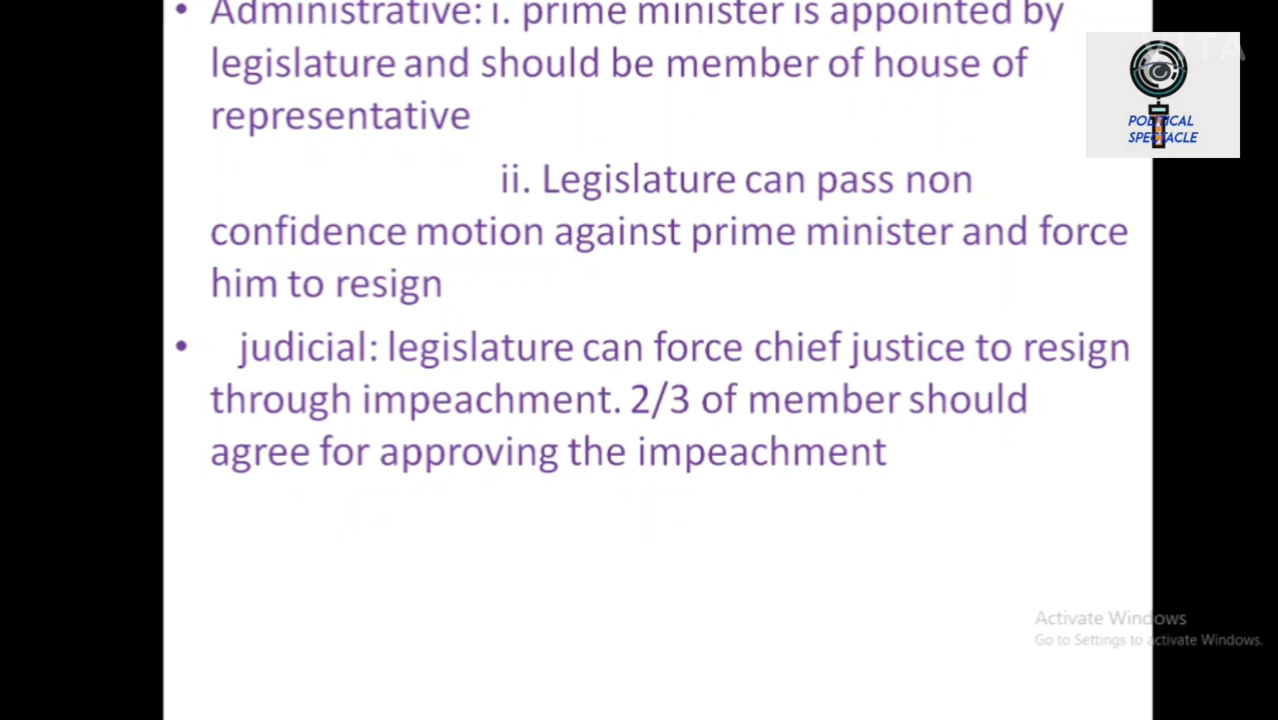 • Administrative: i. prime minister is appointed by
legislature and should be member of house of
representative
ii. Legislature can pass non
confidence motion against prime minister and force
him to resign
• judicial: legislature can force chief justice to resign
through impeachment. 2/3 of member should
agree for approving the impeachment
VITA
POLITICAL
SPECTACLE
Activate Windows
Go to Settings to activate Windows.